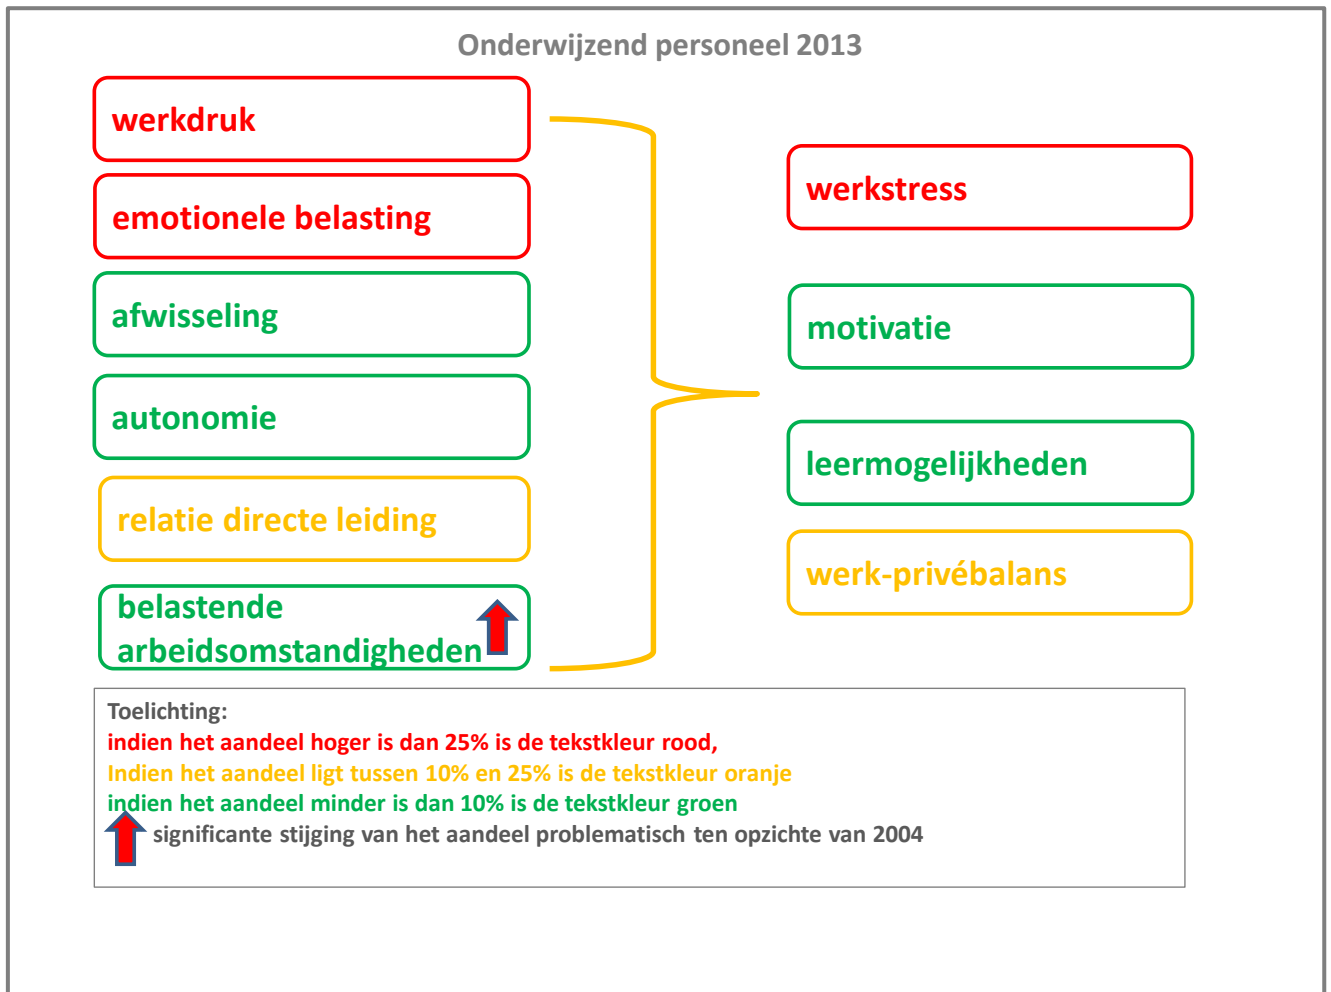 Onderwijzend personeel 2013
werkdruk
emotionele belasting
afwisseling
autonomie
relatie directe leiding
belastende
arbeidsomstandigheden
werkstress
motivatie
leermogelijkheden
werk-privébalans
Toelichting:
indien het aandeel hoger is dan 25% is de tekstkleur rood,
Indien het aandeel ligt tussen 10% en 25% is de tekstkleur oranje
indien het aandeel minder is dan 10% is de tekstkleur groen
significante stijging van het aandeel problematisch ten opzichte van 2004